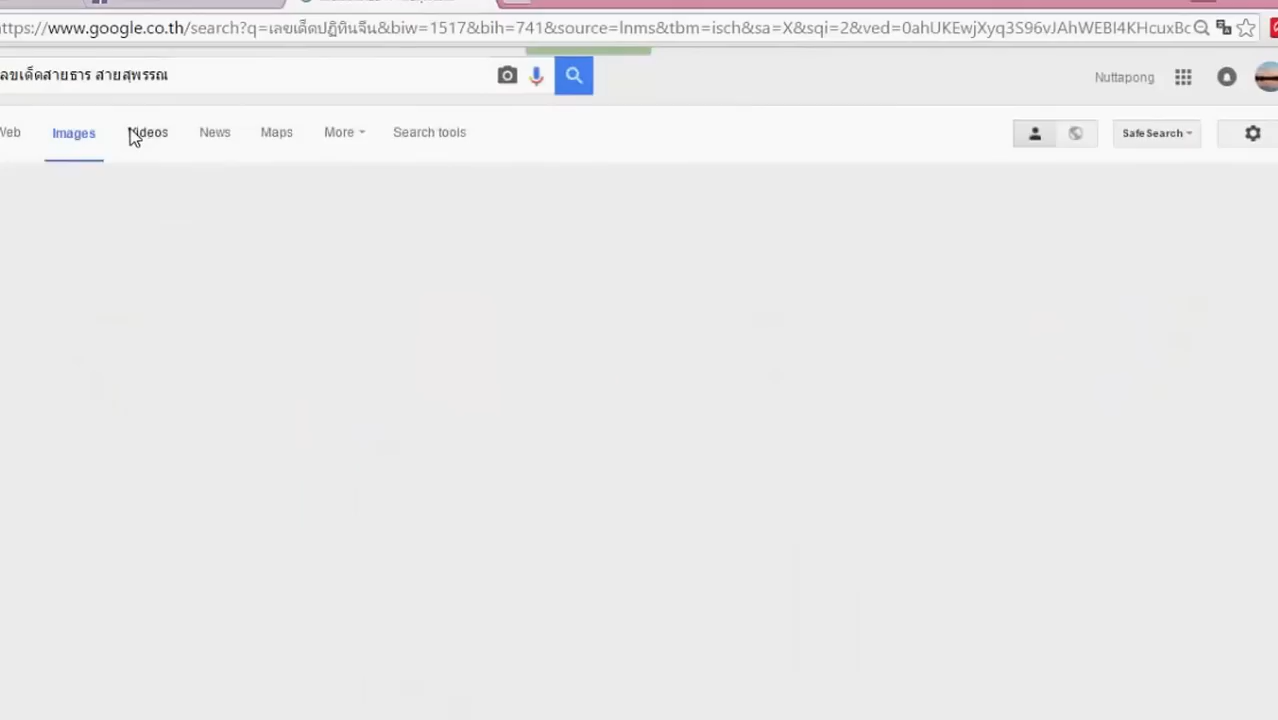 ttps://www.google.co.th/search?q=เลขเด็ดปฏิทินจีน&biw=1517&bih=741&source=lnms&tbm=isch&sa=X&sqi=2&ved=0ahUKEwjXyq3S96vJAhWEBI4KHcuxBc
ลขเด็ดสายธาร สายสุพรรณ
Nuttapong
Web Images Videos News Maps More Search tools
SafeSearch